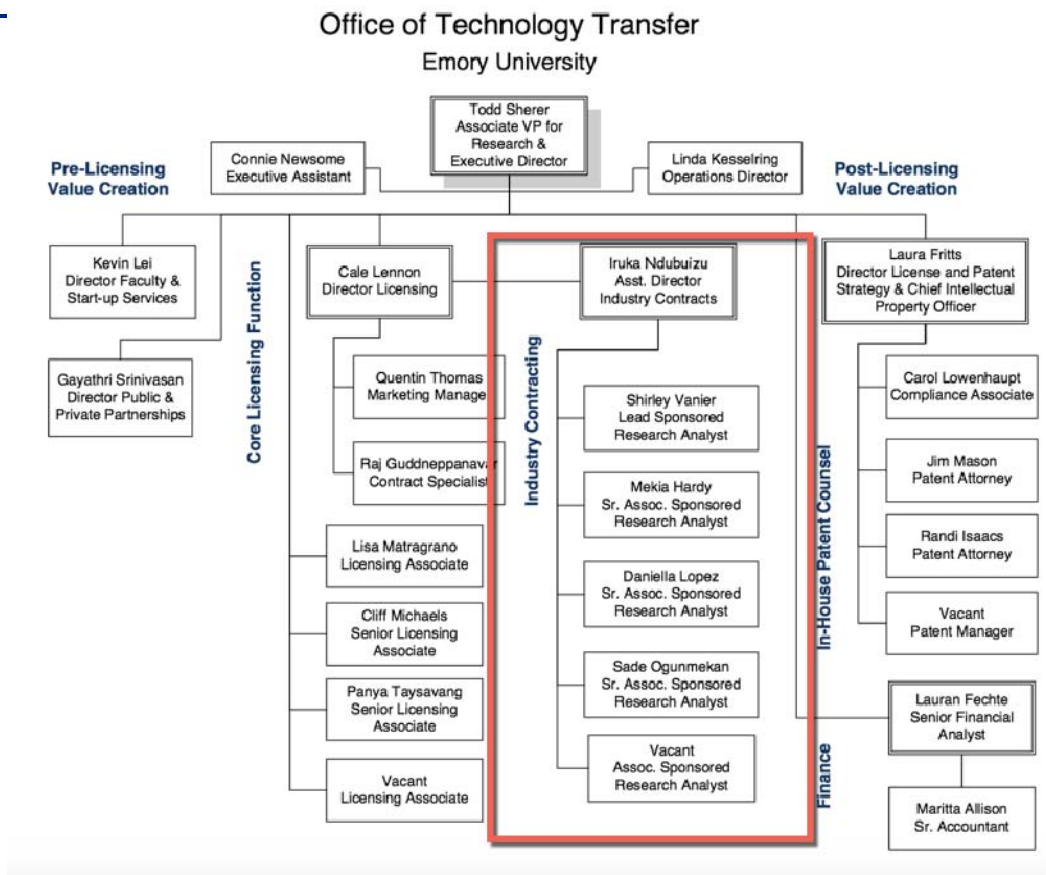 Office of Technology Transfer
Emory University
Todd Sherer
Associate VP for
Research &
Executive Director
Connie Newsome
Executive Assistant
Linda Kesselring
Operations Director
Pre-Licensing
Value Creation
Post-Licensing
Value Creation
Kevin Lei
Director Faculty &
Start-up Services
Gayathri Srinivasan
Director Public &
Private Partnerships
Core Licensing Function
Cale Lennon
Director Licensing
Quentin Thomas
Marketing Manage
Raj Guddneppanava
Contract Specialist
Lisa Matragrano
Licensing Associate
Cliff Michaels
Senior Licensing
Associate
Panya Taysavang
Senior Licensing
Associate
Vacant
Licensing Associate
Industry Contracting
Iruka Ndubuizu
Asst. Director
Industry Contracts
Shirley Vanier
Lead Sponsored
Research Analyst
Mekia Hardy
Sr. Assoc. Sponsored
Research Analyst
Daniella Lopez
Sr. Assoc. Sponsored
Research Analyst
Sade Ogunmekan
Sr. Assoc. Sponsored
Research Analyst
Vacant
Assoc. Sponsored
Research Analyst
In-House Patent Counsel
Laura Fritts
Director License and Patent
Strategy & Chief Intellectual
Property Officer
Carol Lowenhaupt
Compliance Associate
Jim Mason
Patent Attorney
Randi Isaacs
Patent Attorney
Vacant
Patent Manager
Finance
Lauran Fechte
Senior Financial
Analyst
Maritta Allison
Sr. Accountant